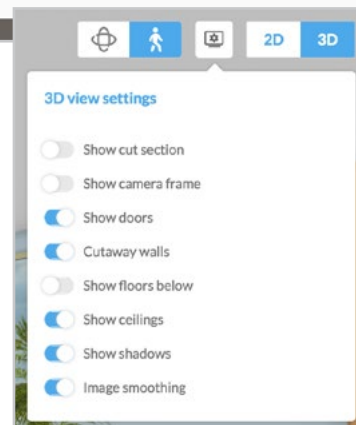 2D 3D
3D view settings
Show cut section
Show camera frame
Show doors
Cutaway walls
Show floors below
Show ceilings
Show shadows
Image smoothing